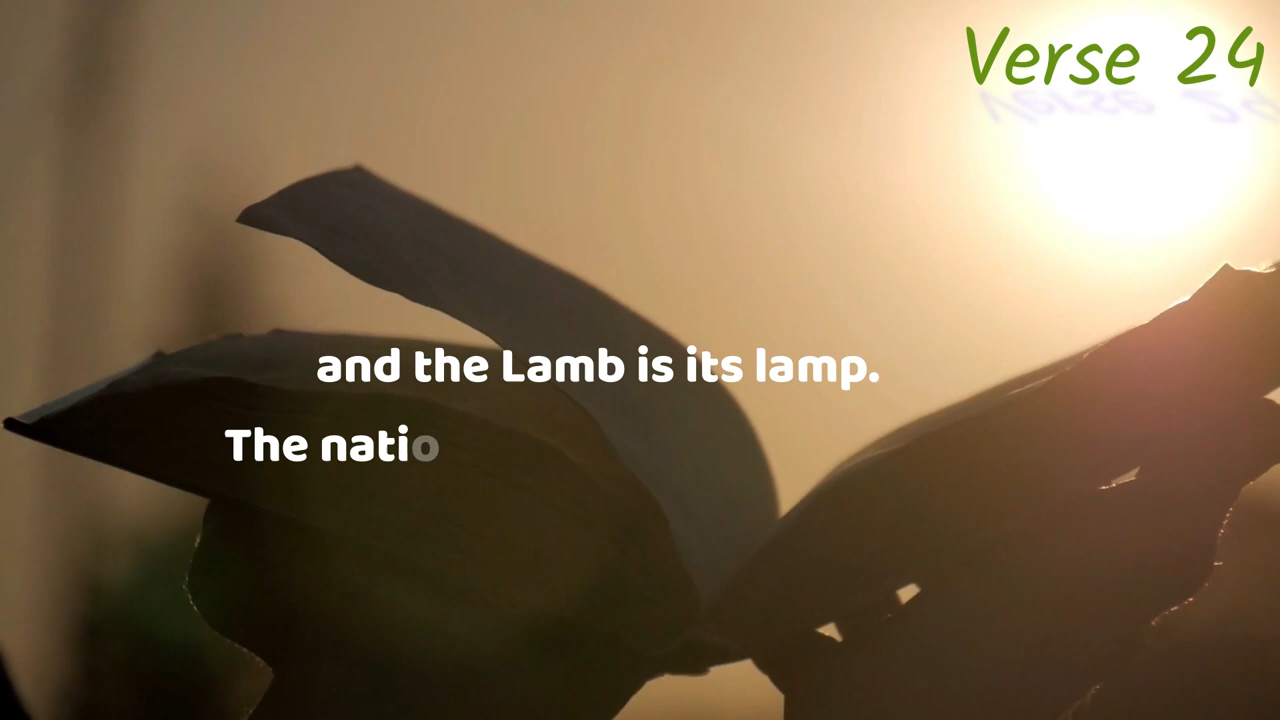 Verse 24
and the Lamb is its lamp.
The natio